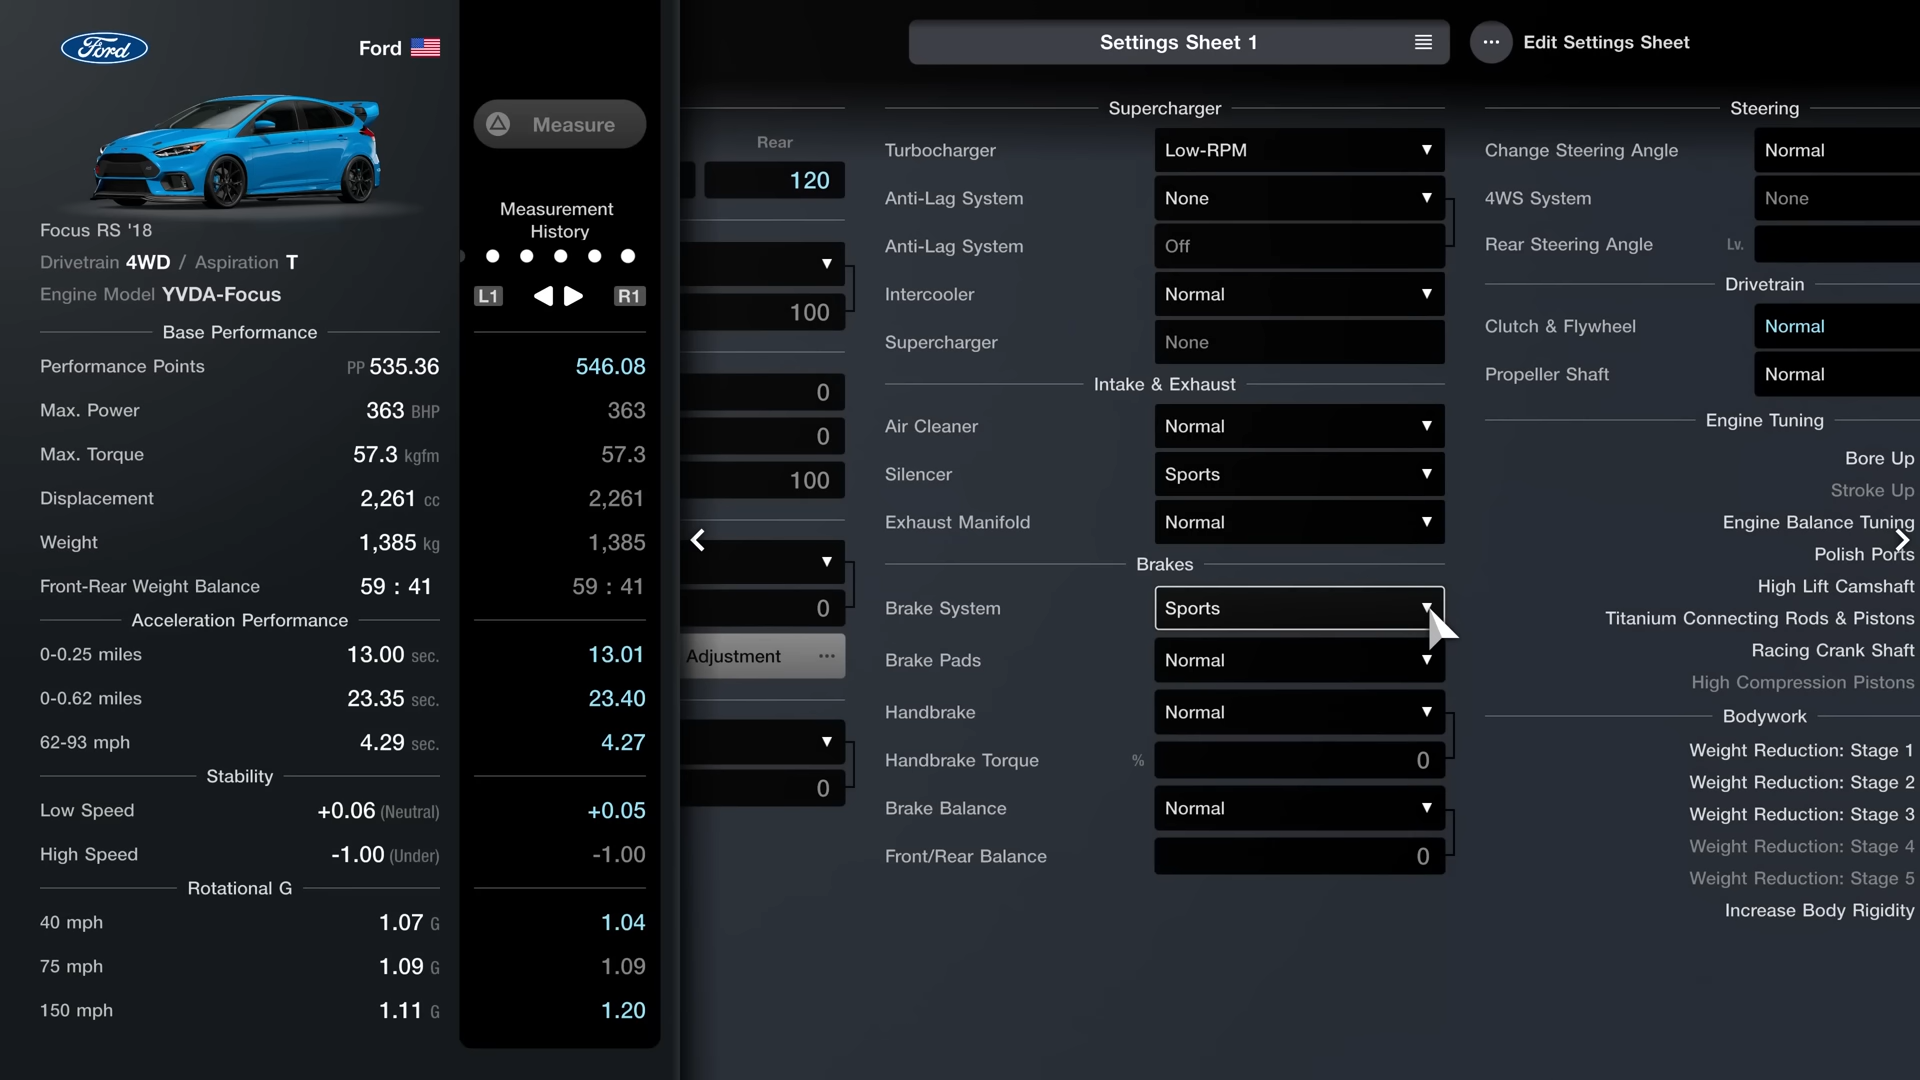 Ford
Ford
Focus RS '18
Drivetrain 4WD / Aspiration T
Engine Model YVDA-Focus
Base Performance
Performance Points PP 535.36
Max. Power 363 BHP
Max. Torque 57.3 kgfm
Displacement 2,261 cc
Weight 1,385 kg
Front-Rear Weight Balance 59 : 41
Acceleration Performance
0-0.25 miles 13.00 sec.
0-0.62 miles 23.35 sec.
62-93 mph 4.29 sec.
Stability
Low Speed +0.06 (Neutral)
High Speed -1.00 (Under)
Rotational G
40 mph 1.07 G
75 mph 1.09 G
150 mph 1.11 G
Measure
Measurement
History
L1 R1
546.08
363
57.3
2,261
1,385
59 : 41
13.01
23.40
4.27
+0.05
-1.00
1.04
1.09
1.20
Settings Sheet 1
Edit Settings Sheet
Rear
120
100
0
0
100
0
Adjustment
0
Supercharger
Turbocharger Low-RPM
Anti-Lag System None
Anti-Lag System Off
Intercooler Normal
Supercharger None
Intake & Exhaust
Air Cleaner Normal
Silencer Sports
Exhaust Manifold Normal
Brakes
Brake System Sports
Brake Pads Normal
Handbrake Normal
Handbrake Torque % 0
Brake Balance Normal
Front/Rear Balance 0
Steering
Change Steering Angle Normal
4WS System None
Rear Steering Angle Lv.
Drivetrain
Clutch & Flywheel Normal
Propeller Shaft Normal
Engine Tuning
Bore Up
Stroke Up
Engine Balance Tuning
Polish Ports
High Lift Camshaft
Titanium Connecting Rods & Pistons
Racing Crank Shaft
High Compression Pistons
Bodywork
Weight Reduction: Stage 1
Weight Reduction: Stage 2
Weight Reduction: Stage 3
Weight Reduction: Stage 4
Weight Reduction: Stage 5
Increase Body Rigidity